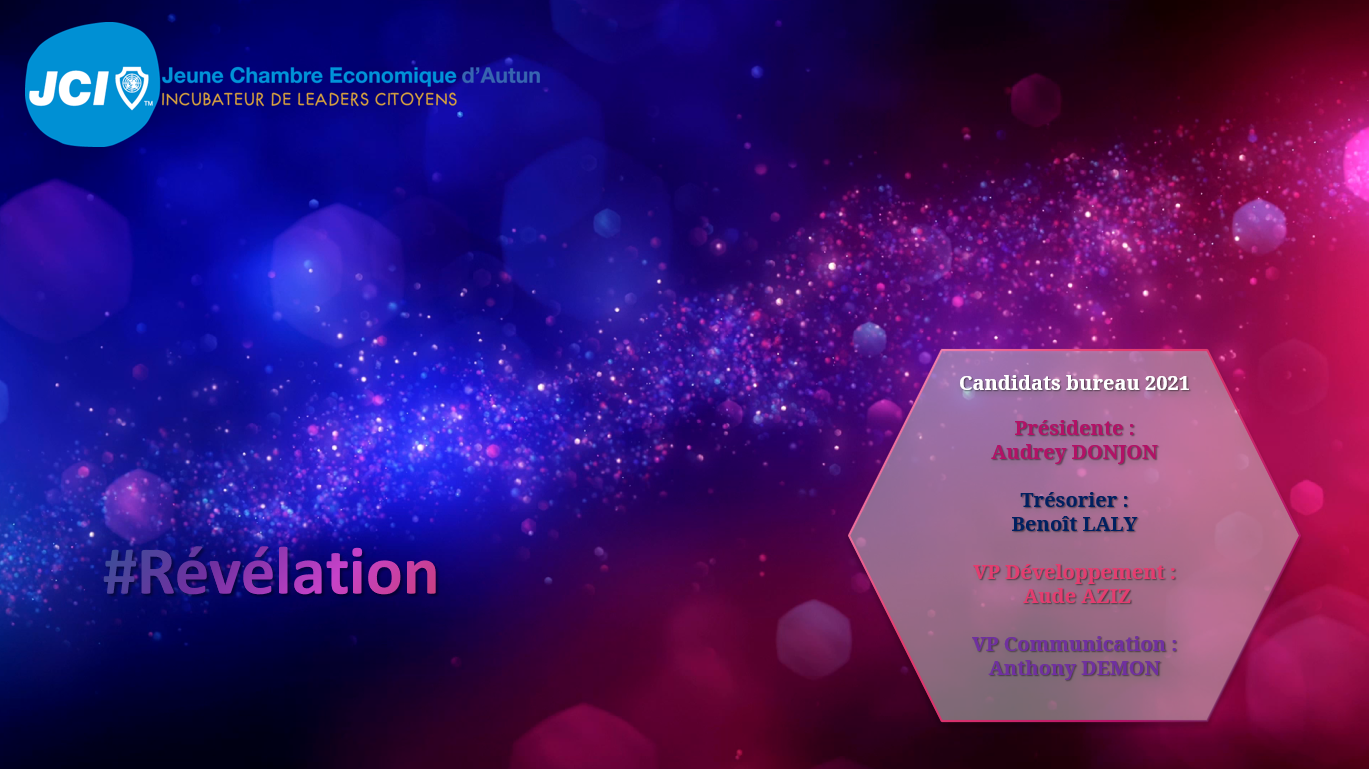 JCI
TM
Jeune Chambre Economique d'Autun
INCUBATEUR DE LEADERS CITOYENS
#Révélation
Candidats bureau 2021
Présidente :
Audrey DONJON
Trésorier :
Benoît LALY
VP Développement :
Aude AZIZ
VP Communication :
Anthony DEMON